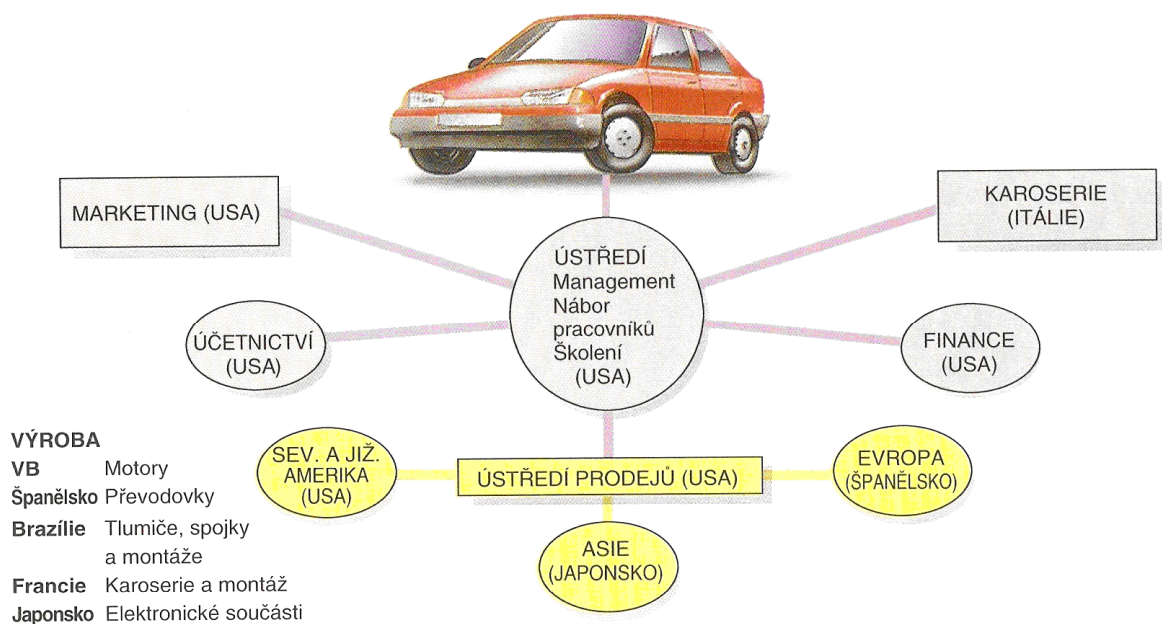 MARKETING (USA)
KAROSERIE
(ITÁLIE)
ÚSTŘEDÍ
Management
Nábor
pracovníků
Školení
(USA)
ÚČETNICTVÍ
(USA)
FINANCE
(USA)
SEV. A JIŽ.
AMERIKA
(USA)
ÚSTŘEDÍ PRODEJŮ (USA)
EVROPA
(ŠPANĚLSKO)
ASIE
(JAPONSKO)
VÝROBA
VB Motory
Španělsko Převodovky
Brazílie Tlumiče, spojky
a montáže
Francie Karoserie a montáž
Japonsko Elektronické součásti